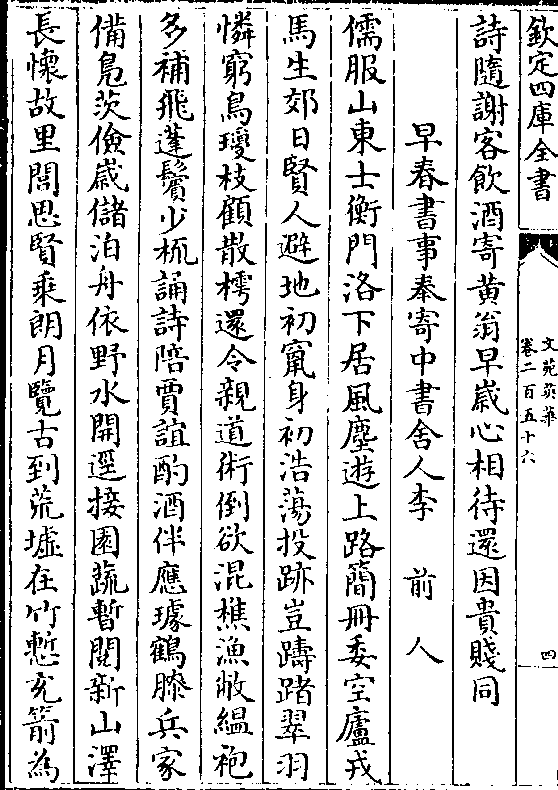 欽定四庫全書
文苑英華
卷二百五十六
四
詩隨謝客飲酒寄黄翁早嵗心相待還因貴賤同
早春書事奉寄中書舍人李 前人
儒服山東士衡門洛下居風塵遊上路簡冊委空廬戎
馬生郊日賢人避地初竄身初浩蕩投跡豈躊躇翠羽
憐窮鳥瓊枝顧散樗還令親道術倒欲混樵漁敝緼袍
多補飛蓬鬢少梳誦詩陪賈誼酌酒伴應璩鶴膝兵家
備鳬茨儉嵗儲泊舟依野水開逕接園蔬暫閱新山澤
長懷故里閭思賢乘朗月覽古到荒墟在竹慙充箭為